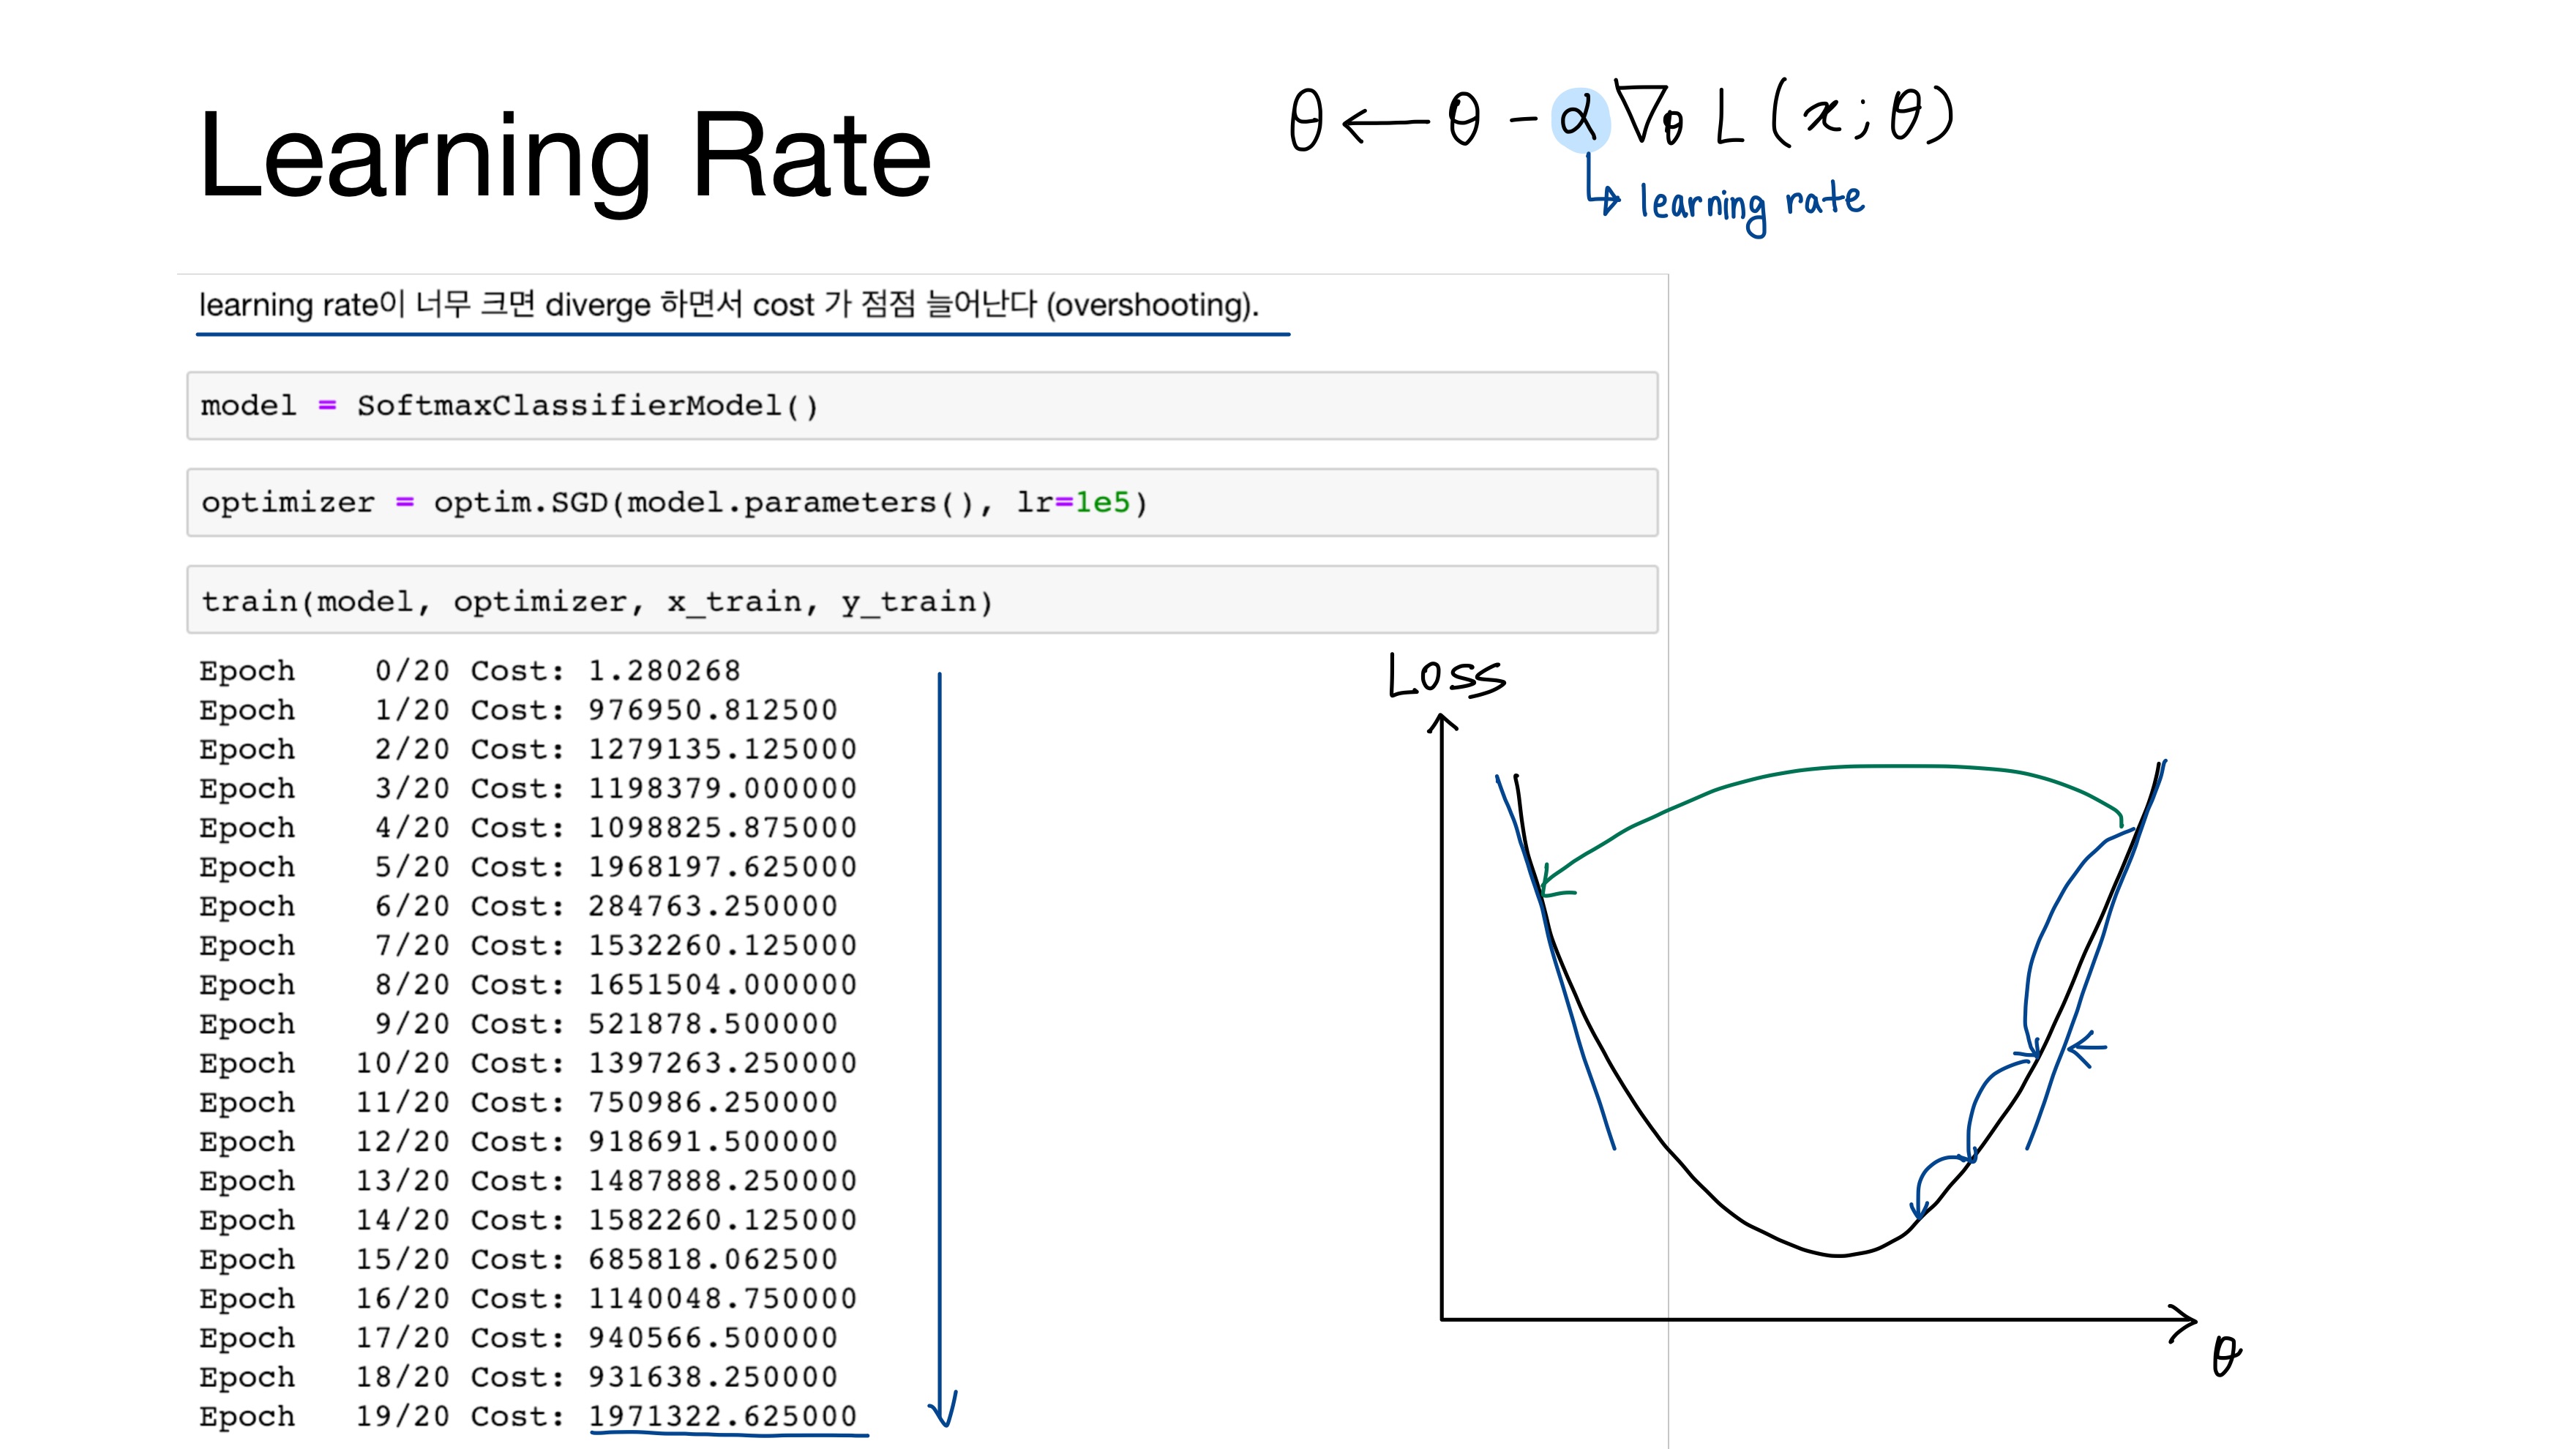 Learning Rate
θ ← θ - α ∇θ L (x ; θ)
learning rate
learning rate이 너무 크면 diverge 하면서 cost 가 점점 늘어난다 (overshooting).
model = SoftmaxClassifierModel()
optimizer = optim.SGD(model.parameters(), lr=1e5)
train(model, optimizer, x_train, y_train)
Epoch    0/20 Cost: 1.280268
Epoch    1/20 Cost: 976950.812500
Epoch    2/20 Cost: 1279135.125000
Epoch    3/20 Cost: 1198379.000000
Epoch    4/20 Cost: 1098825.875000
Epoch    5/20 Cost: 1968197.625000
Epoch    6/20 Cost: 284763.250000
Epoch    7/20 Cost: 1532260.125000
Epoch    8/20 Cost: 1651504.000000
Epoch    9/20 Cost: 521878.500000
Epoch   10/20 Cost: 1397263.250000
Epoch   11/20 Cost: 750986.250000
Epoch   12/20 Cost: 918691.500000
Epoch   13/20 Cost: 1487888.250000
Epoch   14/20 Cost: 1582260.125000
Epoch   15/20 Cost: 685818.062500
Epoch   16/20 Cost: 1140048.750000
Epoch   17/20 Cost: 940566.500000
Epoch   18/20 Cost: 931638.250000
Epoch   19/20 Cost: 1971322.625000
Loss
θ